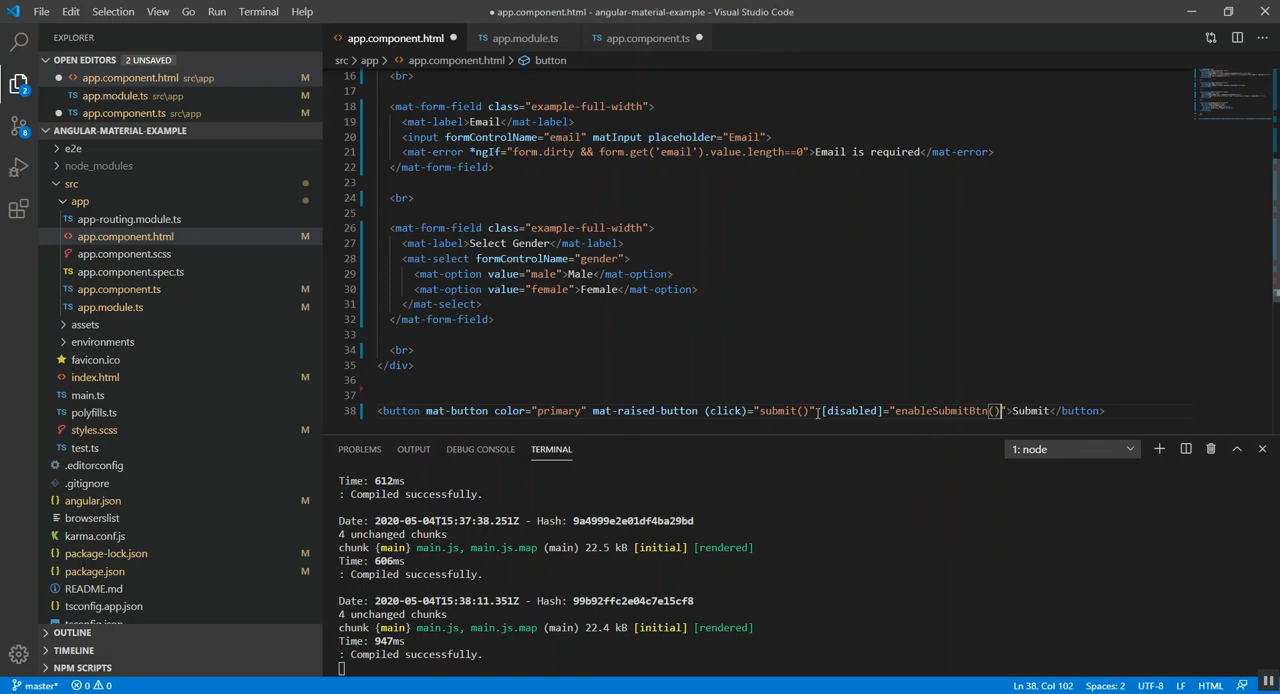 File Edit Selection View Go Run Terminal Help
● app.component.html - angular-material-example - Visual Studio Code
EXPLORER
OPEN EDITORS 2 UNSAVED
app.component.html src\app M
app.module.ts src\app M
app.component.ts src\app M
ANGULAR-MATERIAL-EXAMPLE
e2e
node_modules
src
app
app-routing.module.ts
app.component.html M
app.component.scss
app.component.spec.ts
app.component.ts M
app.module.ts M
assets
environments
favicon.ico
index.html M
main.ts
polyfills.ts
styles.scss M
test.ts
.editorconfig
.gitignore
angular.json M
browserslist
karma.conf.js
package-lock.json M
package.json M
README.md
tsconfig.app.json
OUTLINE
TIMELINE
NPM SCRIPTS
2
8
app.component.html
app.module.ts
app.component.ts
src > app > app.component.html > button
16 <br>
17
18 <mat-form-field class="example-full-width">
19 <mat-label>Email</mat-label>
20 <input formControlName="email" matInput placeholder="Email">
21 <mat-error *ngIf="form.dirty && form.get('email').value.length==0">Email is required</mat-error>
22 </mat-form-field>
23
24 <br>
25
26 <mat-form-field class="example-full-width">
27 <mat-label>Select Gender</mat-label>
28 <mat-select formControlName="gender">
29 <mat-option value="male">Male</mat-option>
30 <mat-option value="female">Female</mat-option>
31 </mat-select>
32 </mat-form-field>
33
34 <br>
35 </div>
36
37
38 <button mat-button color="primary" mat-raised-button (click)="submit()" [disabled]="enableSubmitBtn()">Submit</button>
PROBLEMS OUTPUT DEBUG CONSOLE TERMINAL
1: node
Time: 612ms
: Compiled successfully.
Date: 2020-05-04T15:37:38.251Z - Hash: 9a4999e2e01df4ba29bd
4 unchanged chunks
chunk {main} main.js, main.js.map (main) 22.5 kB [initial] [rendered]
Time: 606ms
: Compiled successfully.
Date: 2020-05-04T15:38:11.351Z - Hash: 99b92ffc2e04c7e15cf8
4 unchanged chunks
chunk {main} main.js, main.js.map (main) 22.4 kB [initial] [rendered]
Time: 947ms
: Compiled successfully.
master* 0 0
Ln 38, Col 102 Spaces: 2 UTF-8 LF HTML